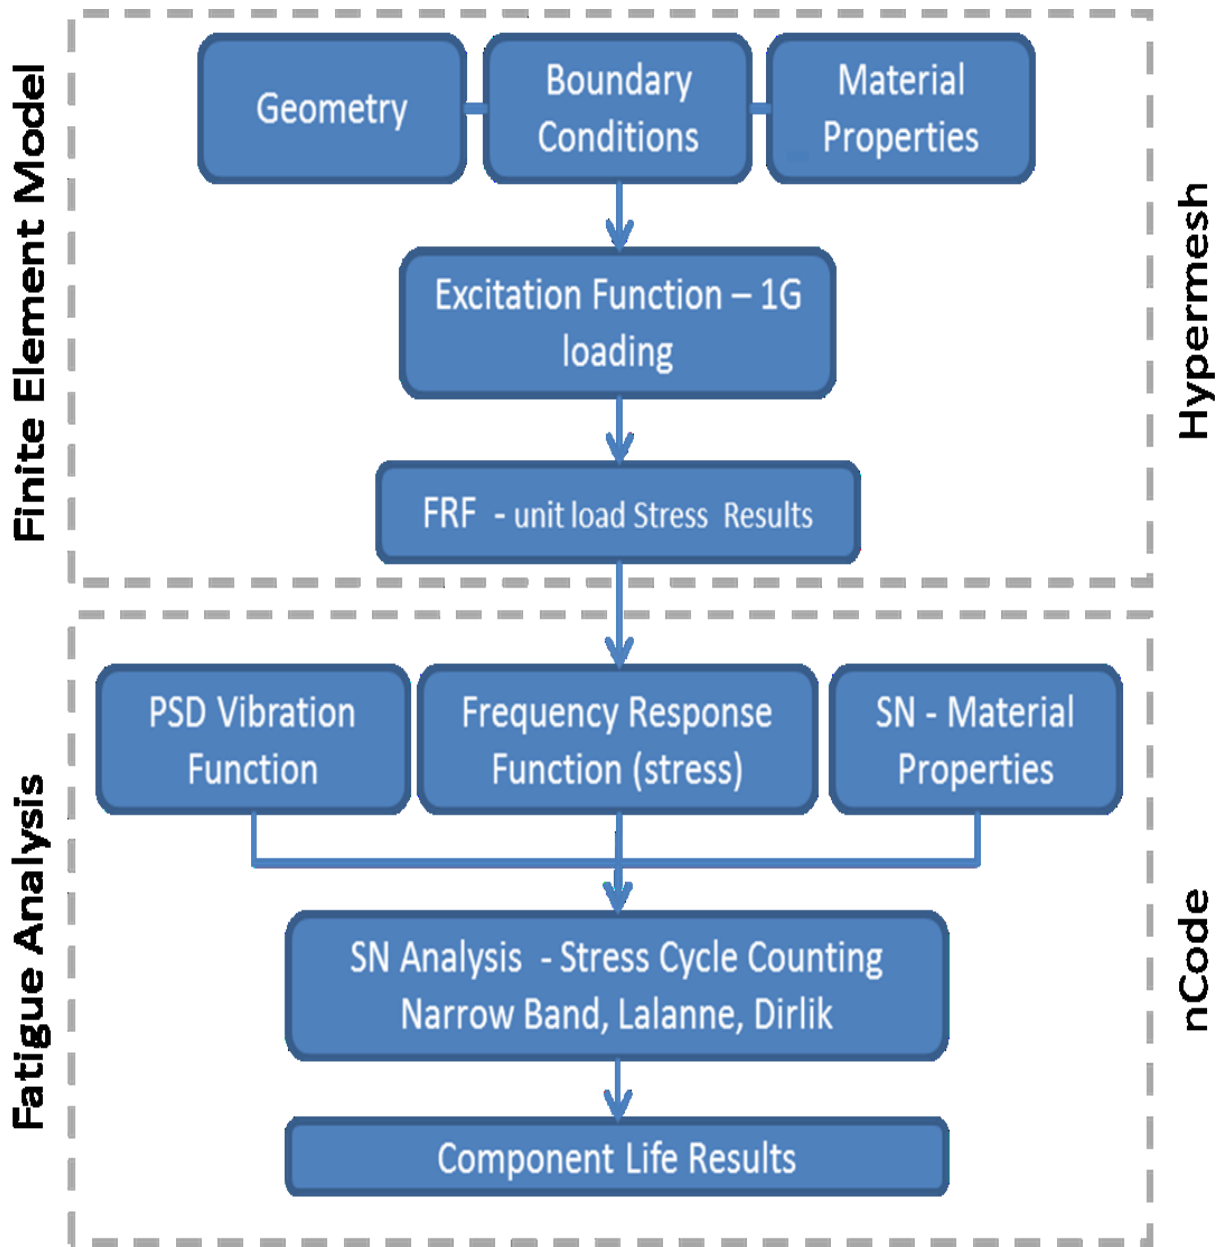 Finite Element Model
Geometry
Boundary
Conditions
Material
Properties
Excitation Function – 1G
loading
FRF - unit load Stress Results
Hypermesh
Fatigue Analysis
PSD Vibration
Function
Frequency Response
Function (stress)
SN - Material
Properties
SN Analysis - Stress Cycle Counting
Narrow Band, Lalanne, Dirlik
Component Life Results
nCode